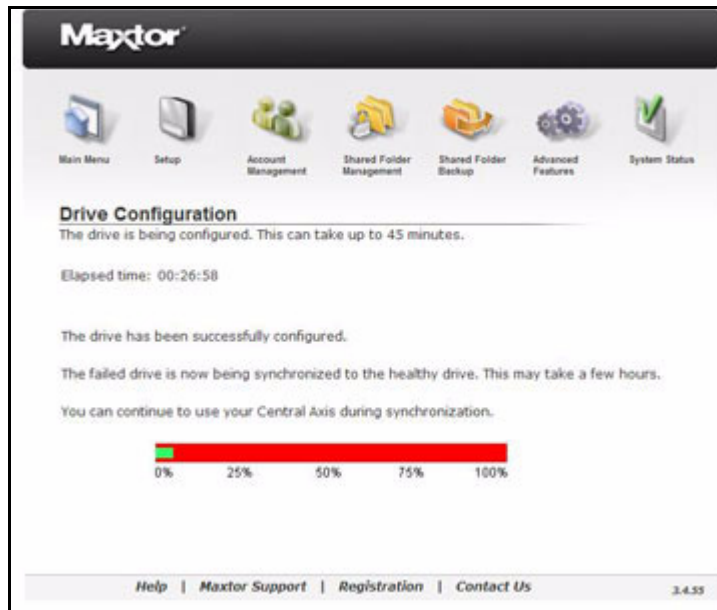 Maxtor
Main Menu
Setup
Account Management
Shared Folder Management
Shared Folder Backup
Advanced Features
System Status
Drive Configuration
The drive is being configured. This can take up to 45 minutes.
Elapsed time: 00:26:58
The drive has been successfully configured.
The failed drive is now being synchronized to the healthy drive. This may take a few hours.
You can continue to use your Central Axis during synchronization.
0% 25% 50% 75% 100%
Help | Maxtor Support | Registration | Contact Us
3.4.55